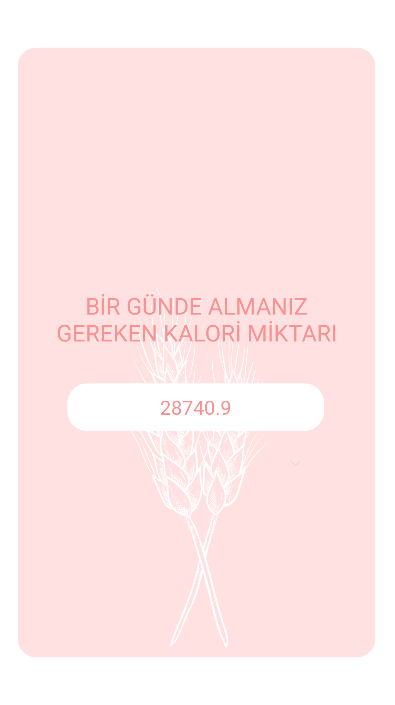 BİR GÜNDE ALMANIZ
GEREKEN KALORİ MİKTARI
28740.9